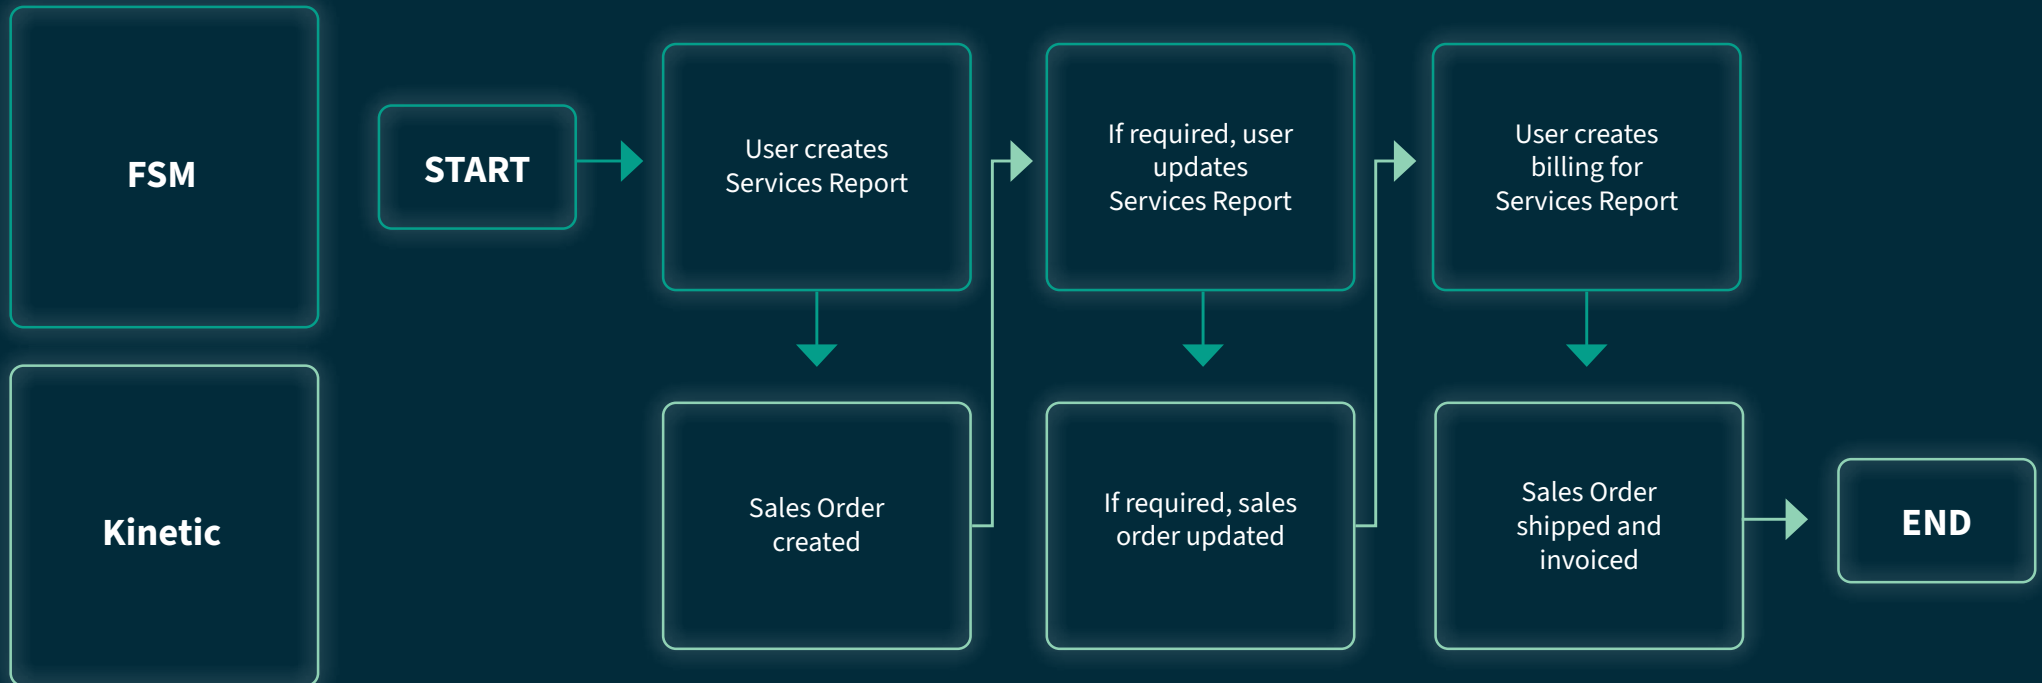 FSM
START
User creates
Services Report
If required, user
updates
Services Report
User creates
billing for
Services Report
Kinetic
Sales Order
created
If required, sales
order updated
Sales Order
shipped and
invoiced
END